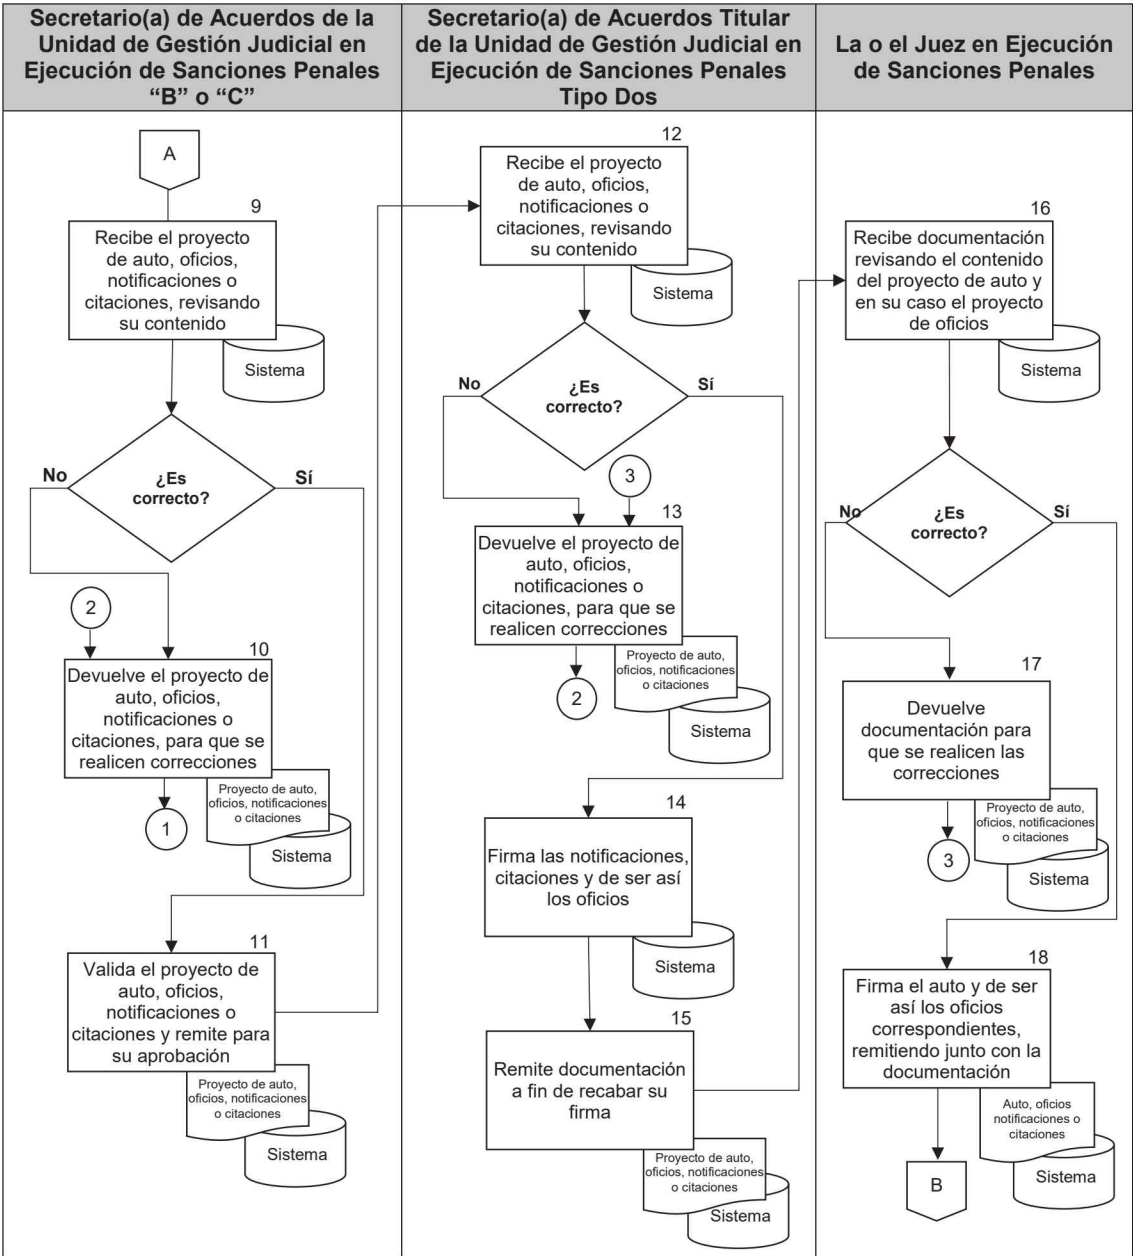 Secretario(a) de Acuerdos de la
Unidad de Gestión Judicial en
Ejecución de Sanciones Penales
“B” o “C”
Secretario(a) de Acuerdos Titular
de la Unidad de Gestión Judicial en
Ejecución de Sanciones Penales
Tipo Dos
La o el Juez en Ejecución
de Sanciones Penales
A
9
Recibe el proyecto
de auto, oficios,
notificaciones o
citaciones, revisando
su contenido
Sistema
¿Es
correcto?
No
Sí
2
10
Devuelve el proyecto de
auto, oficios,
notificaciones o
citaciones, para que se
realicen correcciones
Proyecto de auto,
oficios, notificaciones
o citaciones
Sistema
1
11
Valida el proyecto de
auto, oficios,
notificaciones o
citaciones y remite para
su aprobación
Proyecto de auto,
oficios, notificaciones
o citaciones
Sistema
12
Recibe el proyecto
de auto, oficios,
notificaciones o
citaciones, revisando
su contenido
Sistema
No
¿Es
correcto?
Sí
3
13
Devuelve el proyecto de
auto, oficios,
notificaciones o
citaciones, para que se
realicen correcciones
Proyecto de auto,
oficios, notificaciones
o citaciones
Sistema
2
14
Firma las notificaciones,
citaciones y de ser así
los oficios
Sistema
15
Remite documentación
a fin de recabar su
firma
Proyecto de auto,
oficios, notificaciones
o citaciones
Sistema
16
Recibe documentación
revisando el contenido
del proyecto de auto y
en su caso el proyecto
de oficios
Sistema
No
¿Es
correcto?
Sí
17
Devuelve
documentación para
que se realicen las
correcciones
Proyecto de auto,
oficios, notificaciones
o citaciones
Sistema
3
18
Firma el auto y de ser
así los oficios
correspondientes,
remitiendo junto con la
documentación
Auto, oficios
notificaciones o
citaciones
Sistema
B